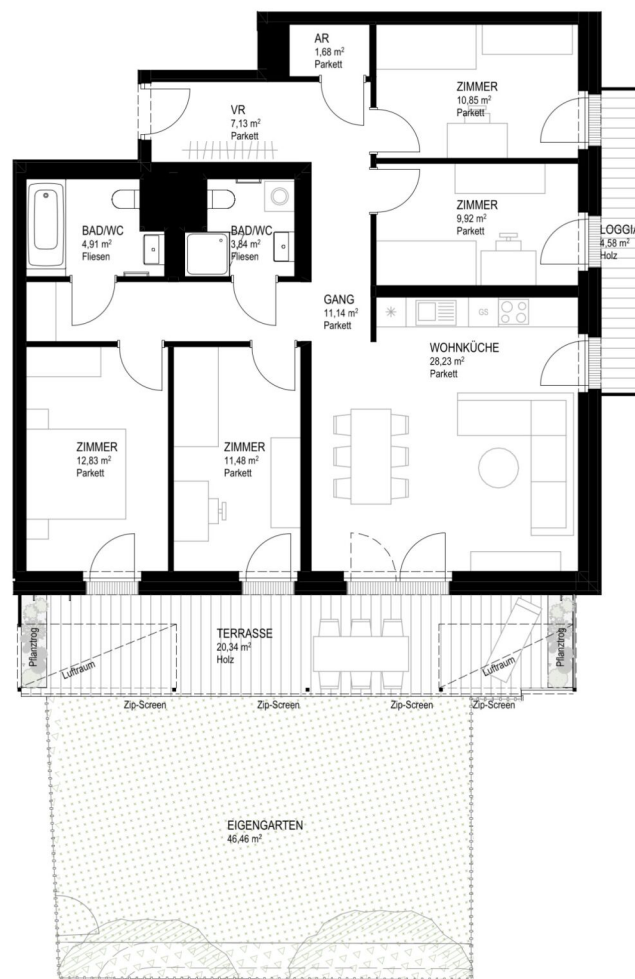 AR
1,68 m²
Parkett
ZIMMER
10,85 m²
Parkett
VR
7,13 m²
Parkett
ZIMMER
9,92 m²
Parkett
LOGGIA
4,58 m²
Holz
BAD/WC
4,91 m²
Fliesen
BAD/WC
3,84 m²
Fliesen
GANG
11,14 m²
Parkett
GS
WOHNKÜCHE
28,23 m²
Parkett
ZIMMER
12,83 m²
Parkett
ZIMMER
11,48 m²
Parkett
Pflanztrog
Luftraum
TERRASSE
20,34 m²
Holz
Luftraum
Pflanztrog
Zip-Screen
Zip-Screen
Zip-Screen
Zip-Screen
EIGENGARTEN
46,46 m²